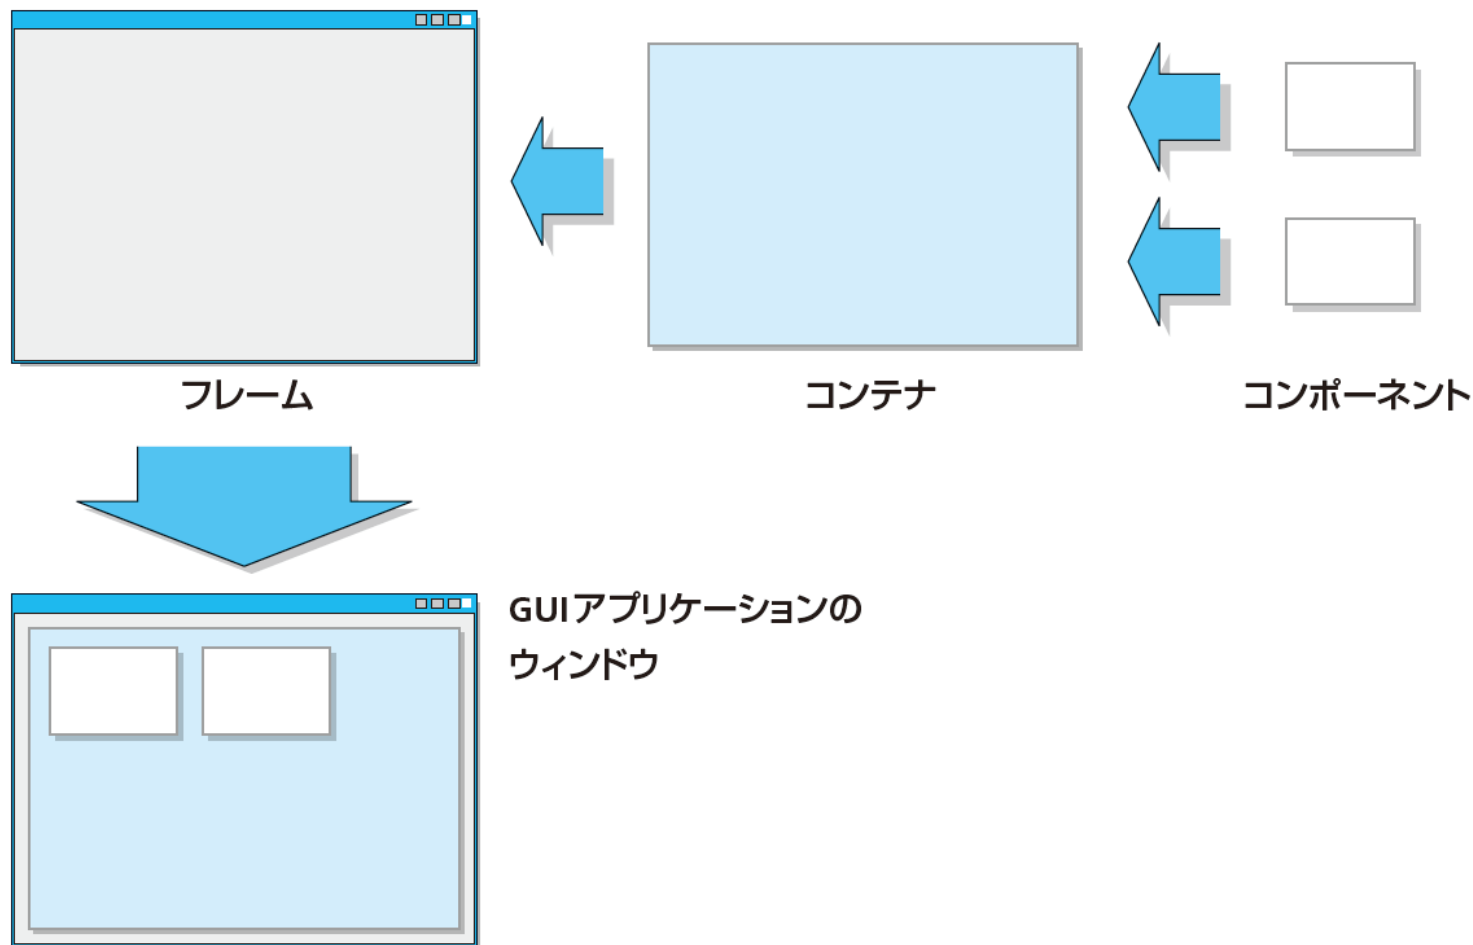 フレーム
コンテナ
コンポーネント
GUIアプリケーションの
ウィンドウ